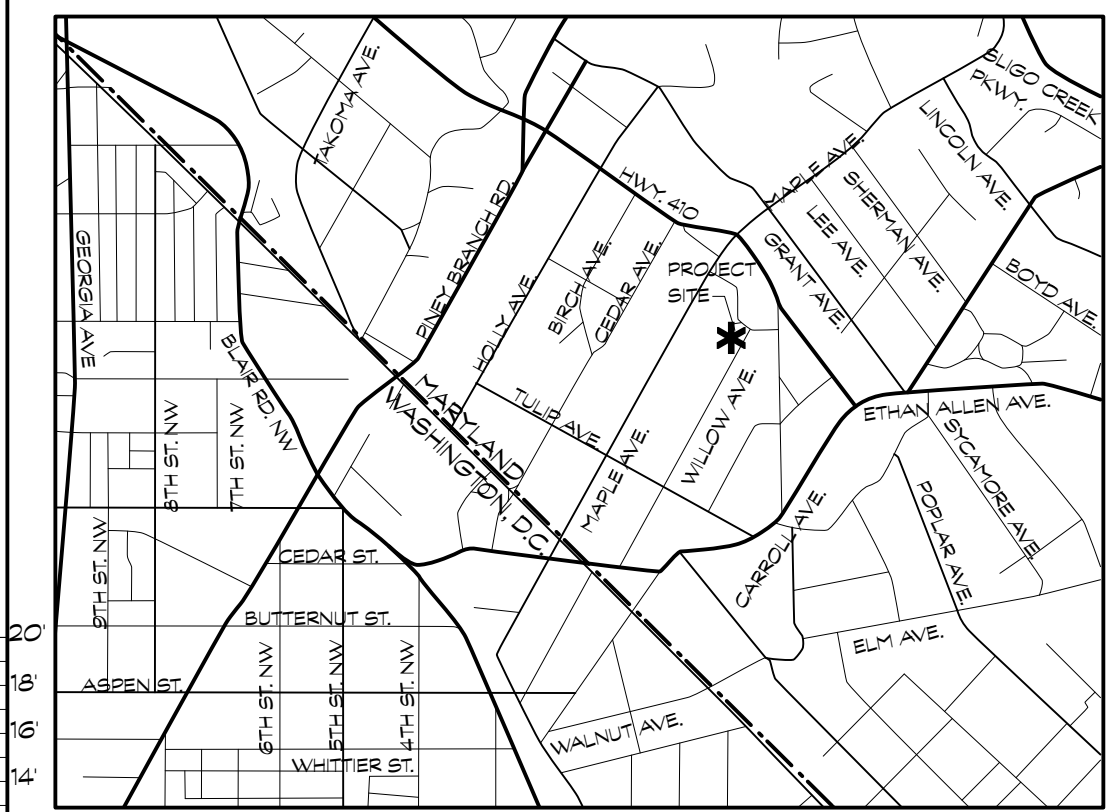 SLIGO CREEK
PKWY.
TAKOMA AVE.
LINCOLN AVE.
MAPLE AVE.
SHERMAN AVE.
LEE AVE.
HWY. 410
PINEY BRANCH RD.
GRANT AVE.
BOYD AVE.
GEORGIA AVE
BIRCH AVE.
CEDAR AVE.
PROJECT
SITE
*
HOLLY AVE.
BLAIR RD. NW
MARYLAND
WASHINGTON, D.C.
TULIP AVE
WILLOW AVE.
MAPLE AVE.
ETHAN ALLEN AVE.
SYCAMORE AVE.
8TH ST. NW
7TH ST. NW
POPLAR AVE.
CARROLL AVE.
9TH ST. NW
CEDAR ST.
BUTTERNUT ST.
20'
ELM AVE.
18'
ASPEN ST.
6TH ST. NW
5TH ST. NW
4TH ST. NW
16'
WALNUT AVE.
14'
WHITTIER ST.